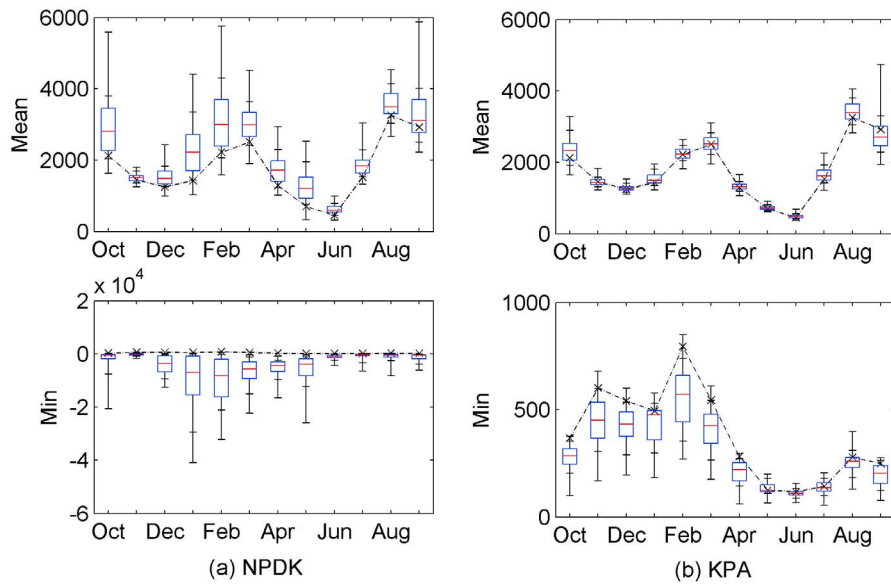 6000
4000
2000
0
Mean
Oct Dec Feb Apr Jun Aug
6000
4000
2000
0
Mean
Oct Dec Feb Apr Jun Aug
x 10^4
2
0
-2
-4
-6
Min
Oct Dec Feb Apr Jun Aug
(a) NPDK
1000
500
0
Min
Oct Dec Feb Apr Jun Aug
(b) KPA